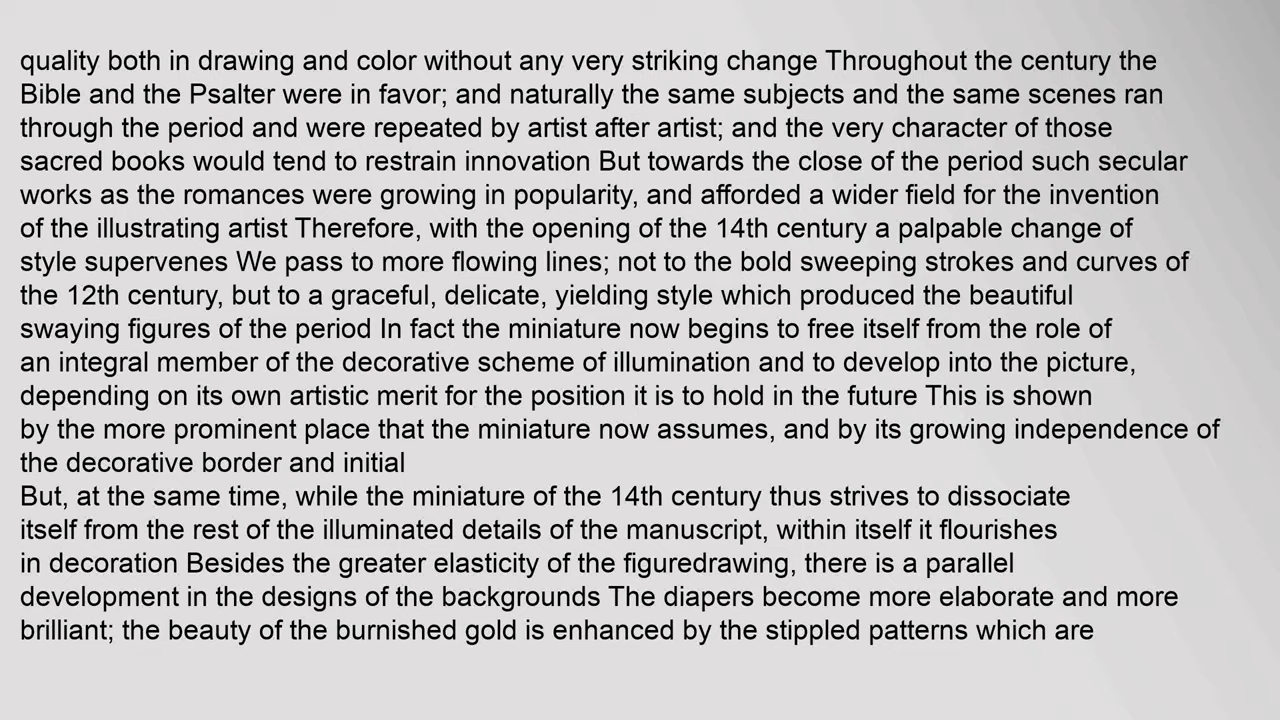 quality both in drawing and color without any very striking change Throughout the century the
Bible and the Psalter were in favor; and naturally the same subjects and the same scenes ran
through the period and were repeated by artist after artist; and the very character of those
sacred books would tend to restrain innovation But towards the close of the period such secular
works as the romances were growing in popularity, and afforded a wider field for the invention
of the illustrating artist Therefore, with the opening of the 14th century a palpable change of
style supervenes We pass to more flowing lines; not to the bold sweeping strokes and curves of
the 12th century, but to a graceful, delicate, yielding style which produced the beautiful
swaying figures of the period In fact the miniature now begins to free itself from the role of
an integral member of the decorative scheme of illumination and to develop into the picture,
depending on its own artistic merit for the position it is to hold in the future This is shown
by the more prominent place that the miniature now assumes, and by its growing independence of
the decorative border and initial
But, at the same time, while the miniature of the 14th century thus strives to dissociate
itself from the rest of the illuminated details of the manuscript, within itself it flourishes
in decoration Besides the greater elasticity of the figuredrawing, there is a parallel
development in the designs of the backgrounds The diapers become more elaborate and more
brilliant; the beauty of the burnished gold is enhanced by the stippled patterns which are